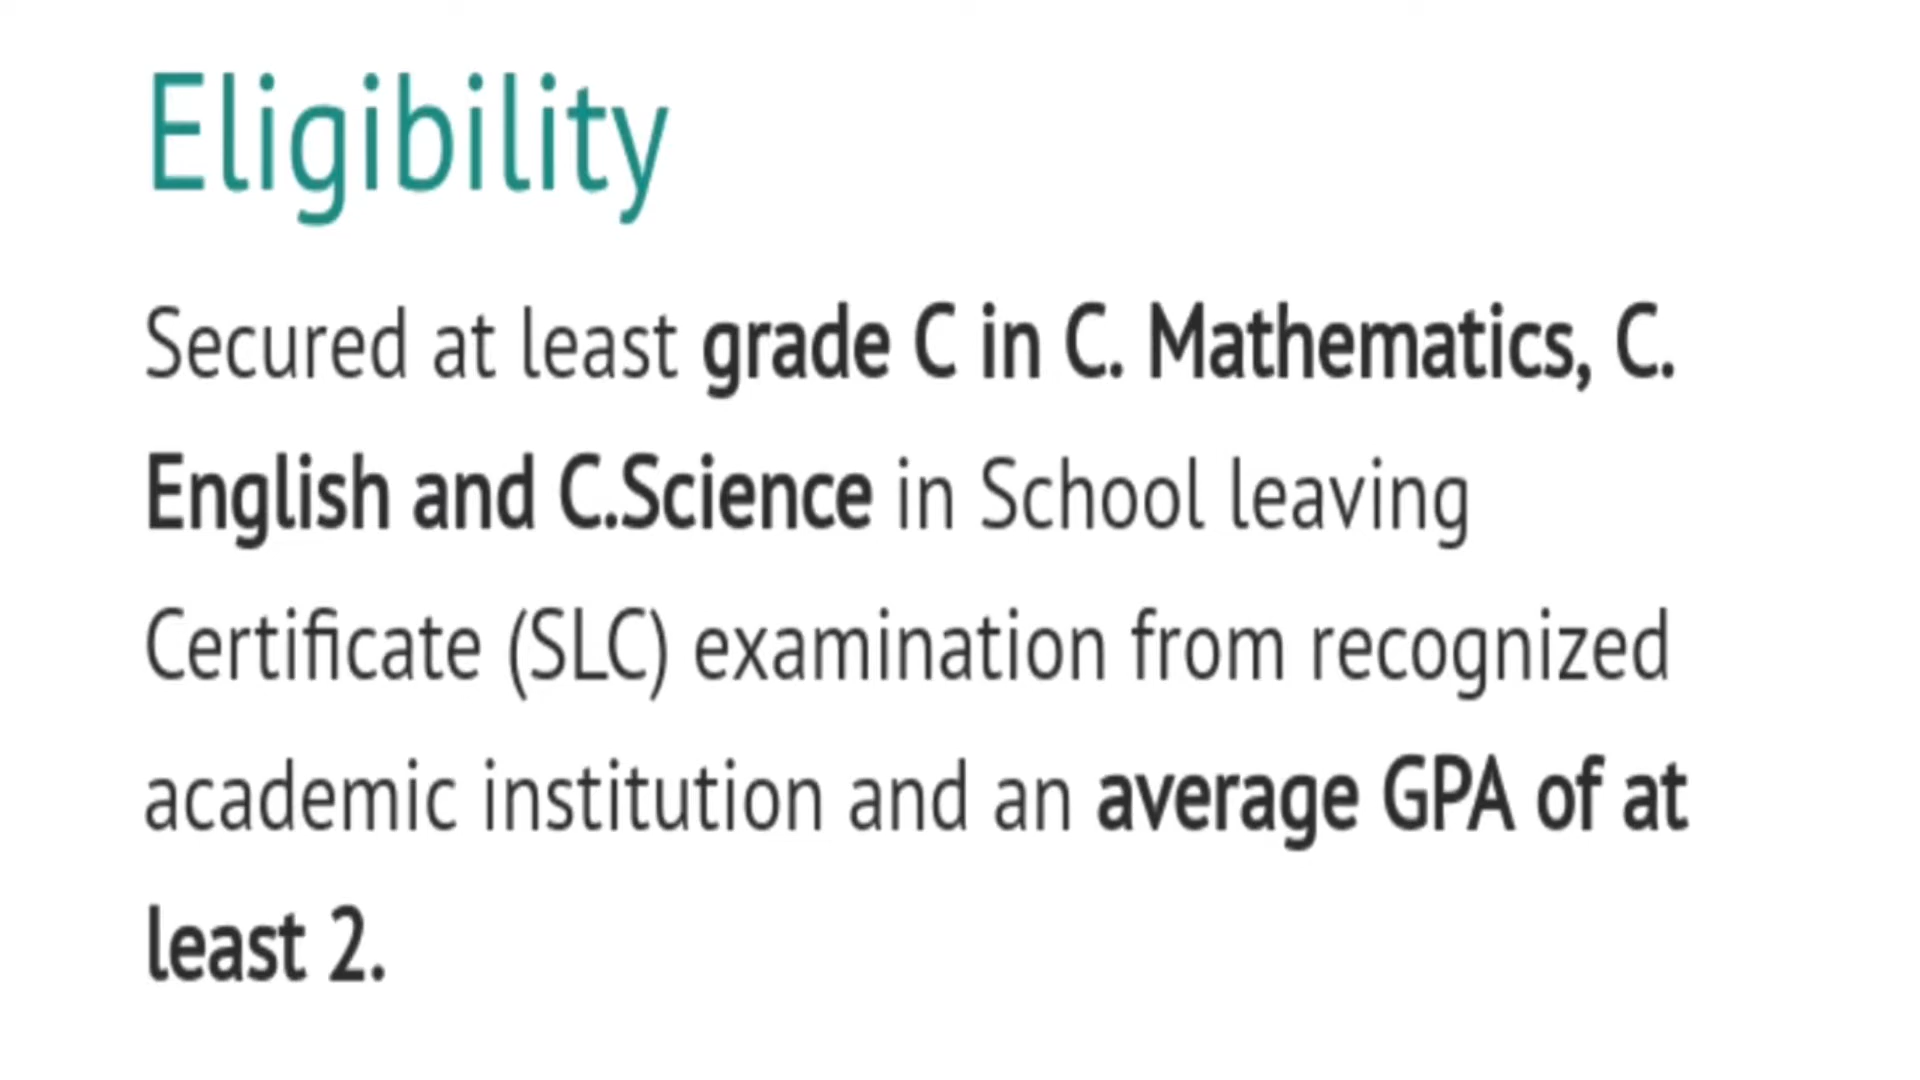 Eligibility
Secured at least grade C in C. Mathematics, C.
English and C.Science in School leaving
Certificate (SLC) examination from recognized
academic institution and an average GPA of at
least 2.